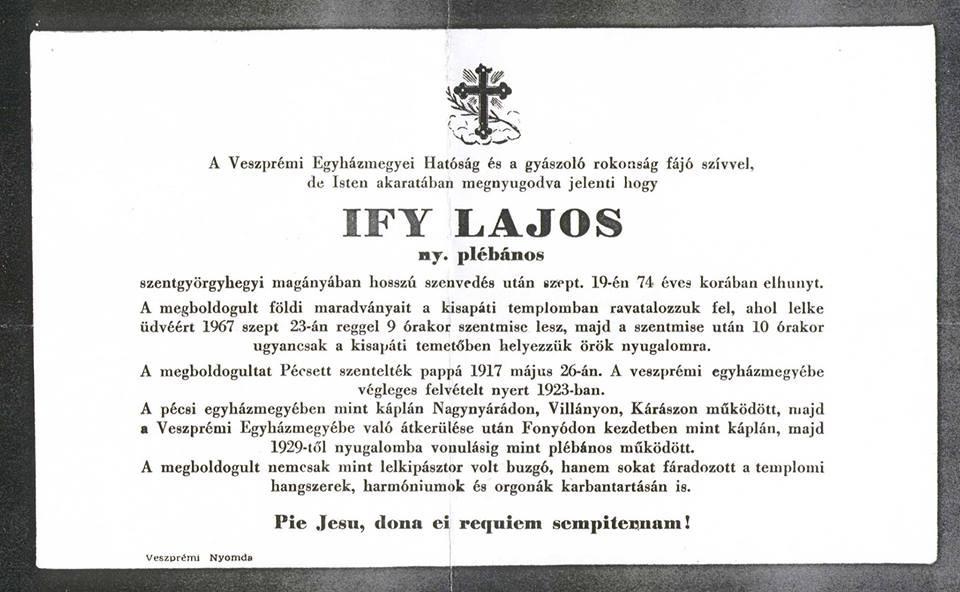 A Veszprémi Egyházmegyei Hatóság és a gyászoló rokonság fájó szívvel,
de Isten akaratában megnyugodva jelenti hogy
IFY LAJOS
ny. plébános
szentgyörgyhegyi magányában hosszú szenvedés után szept. 19-én 74 éves korában elhunyt.
A megboldogult földi maradványait a kisapáti templomban ravatalozzuk fel, ahol lelke
üdvéért 1967 szept 23-án reggel 9 órakor szentmise lesz, majd a szentmise után 10 órakor
ugyancsak a kisapáti temetőben helyezzük örök nyugalomra.
A megboldogultat Pécsett szentelték pappá 1917 május 26-án. A veszprémi egyházmegyébe
végleges felvételt nyert 1923-ban.
A pécsi egyházmegyében mint káplán Nagynyárádon, Villányon, Kárászon működött, majd
a Veszprémi Egyházmegyébe való átkerülése után Fonyódon kezdetben mint káplán, majd
1929-től nyugalomba vonulásig mint plébános működött.
A megboldogult nemcsak mint lelkipásztor volt buzgó, hanem sokat fáradozott a templomi
hangszerek, harmóniumok és orgonák karbantartásán is.
Pie Jesu, dona ei requiem sempiternam!
Veszprémi Nyomda